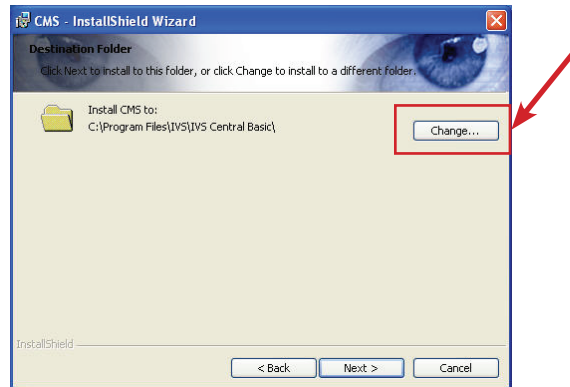 CMS - InstallShield Wizard
Destination Folder
Click Next to install to this folder, or click Change to install to a different folder.
Install CMS to:
C:\Program Files\IVS\IVS Central Basic\
Change...
InstallShield
< Back
Next >
Cancel